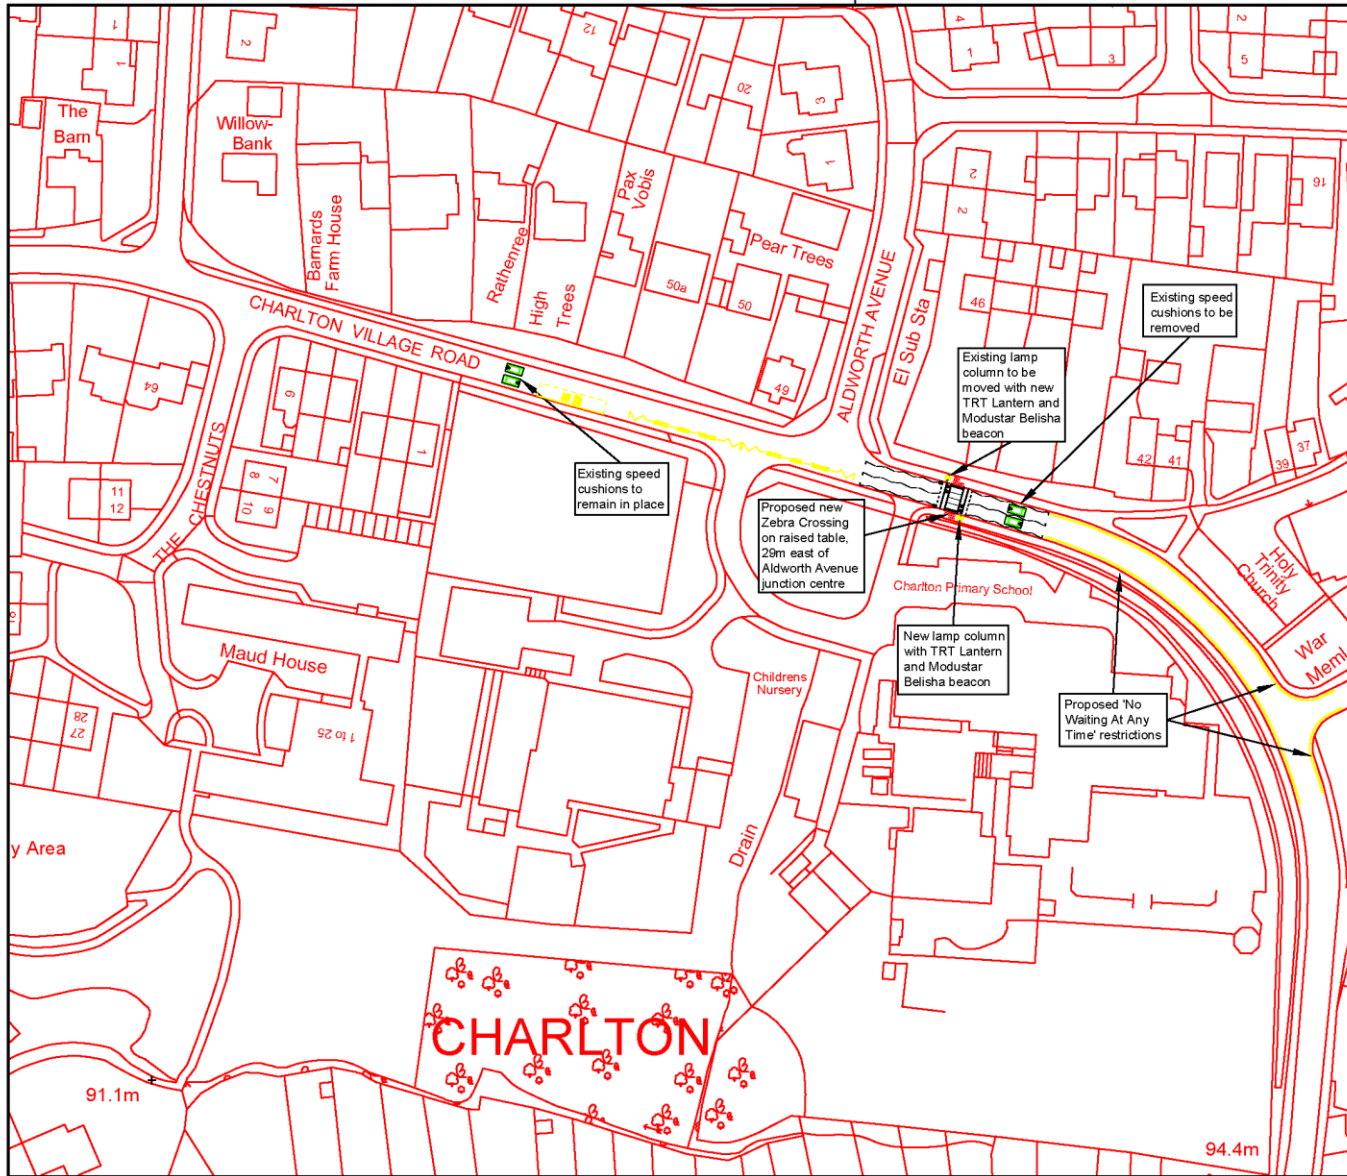 1
2
12
20
3
1
4
1
3
2
5
The
Barn
Willow-
Bank
Barnards
Farm House
Rathenree
High
Trees
Pax
Vobis
50a
50
Pear Trees
49
ALDWORTH AVENUE
El Sub Sta
2
2
16
46
42
41
39
37
CHARLTON VILLAGE ROAD
Existing speed
cushions to be
removed
Existing lamp
column to be
moved with new
TRT Lantern and
Modustar Belisha
beacon
Existing speed
cushions to
remain in place
Proposed new
Zebra Crossing
on raised table,
29m east of
Aldworth Avenue
junction centre
New lamp column
with TRT Lantern
and Modustar
Belisha beacon
Proposed 'No
Waiting At Any
Time' restrictions
Holy
Trinity
Church
War
Meml
Charlton Primary School
64
6
1
7
8
9
10
11
12
THE CHESTNUTS
Maud House
1 to 25
28
27
Childrens
Nursery
Drain
y Area
CHARLTON
91.1m
94.4m